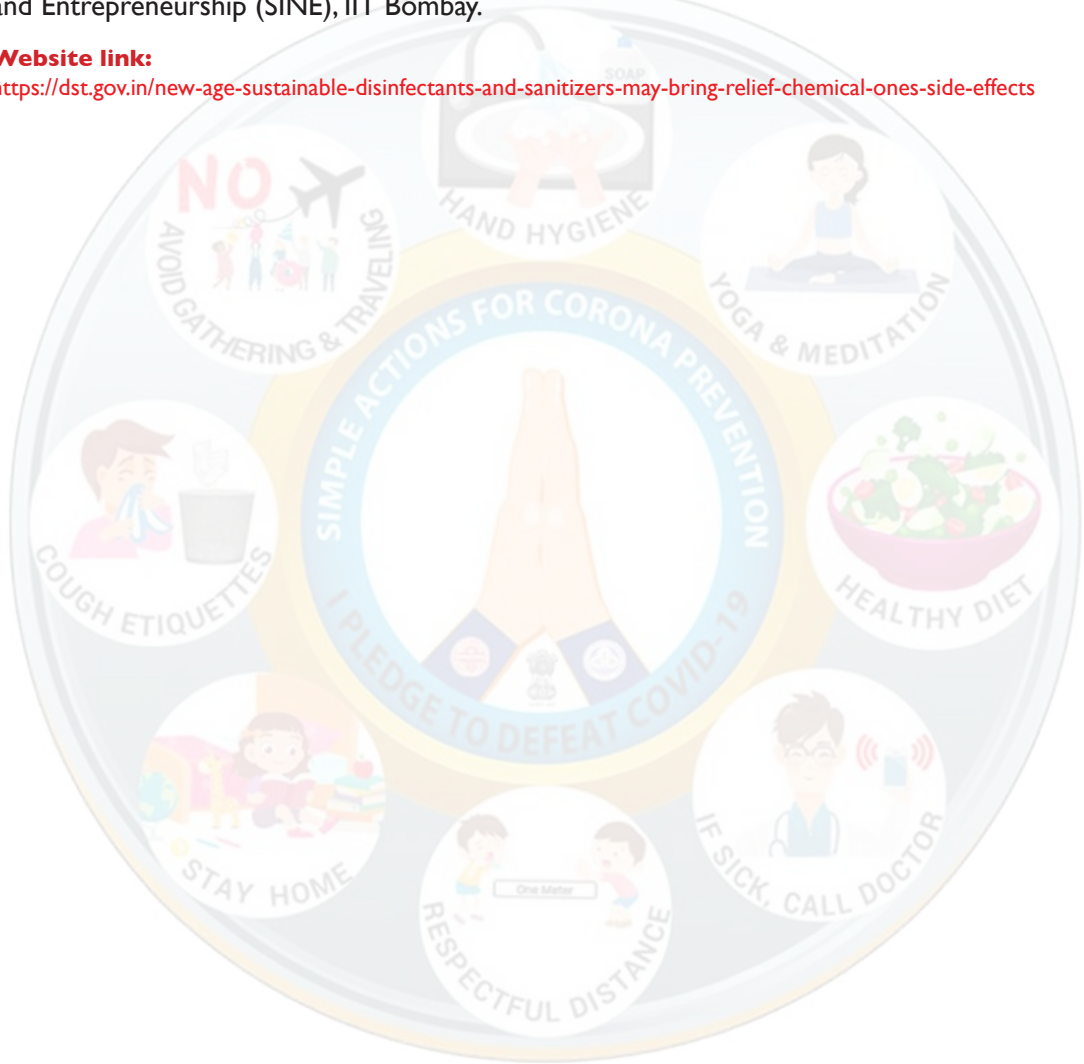 and Entrepreneurship (SINE), IIT Bombay.
Website link:
https://dst.gov.in/new-age-sustainable-disinfectants-and-sanitizers-may-bring-relief-chemical-ones-side-effects
SOAP
HAND HYGIENE
NO
AVOID GATHERING & TRAVELING
YOGA & MEDITATION
SIMPLE ACTIONS FOR CORONA PREVENTION
COUGH ETIQUETTES
HEALTHY DIET
I PLEDGE TO DEFEAT COVID-19
STAY HOME
IF SICK, CALL DOCTOR
One Meter
RESPECTFUL DISTANCE